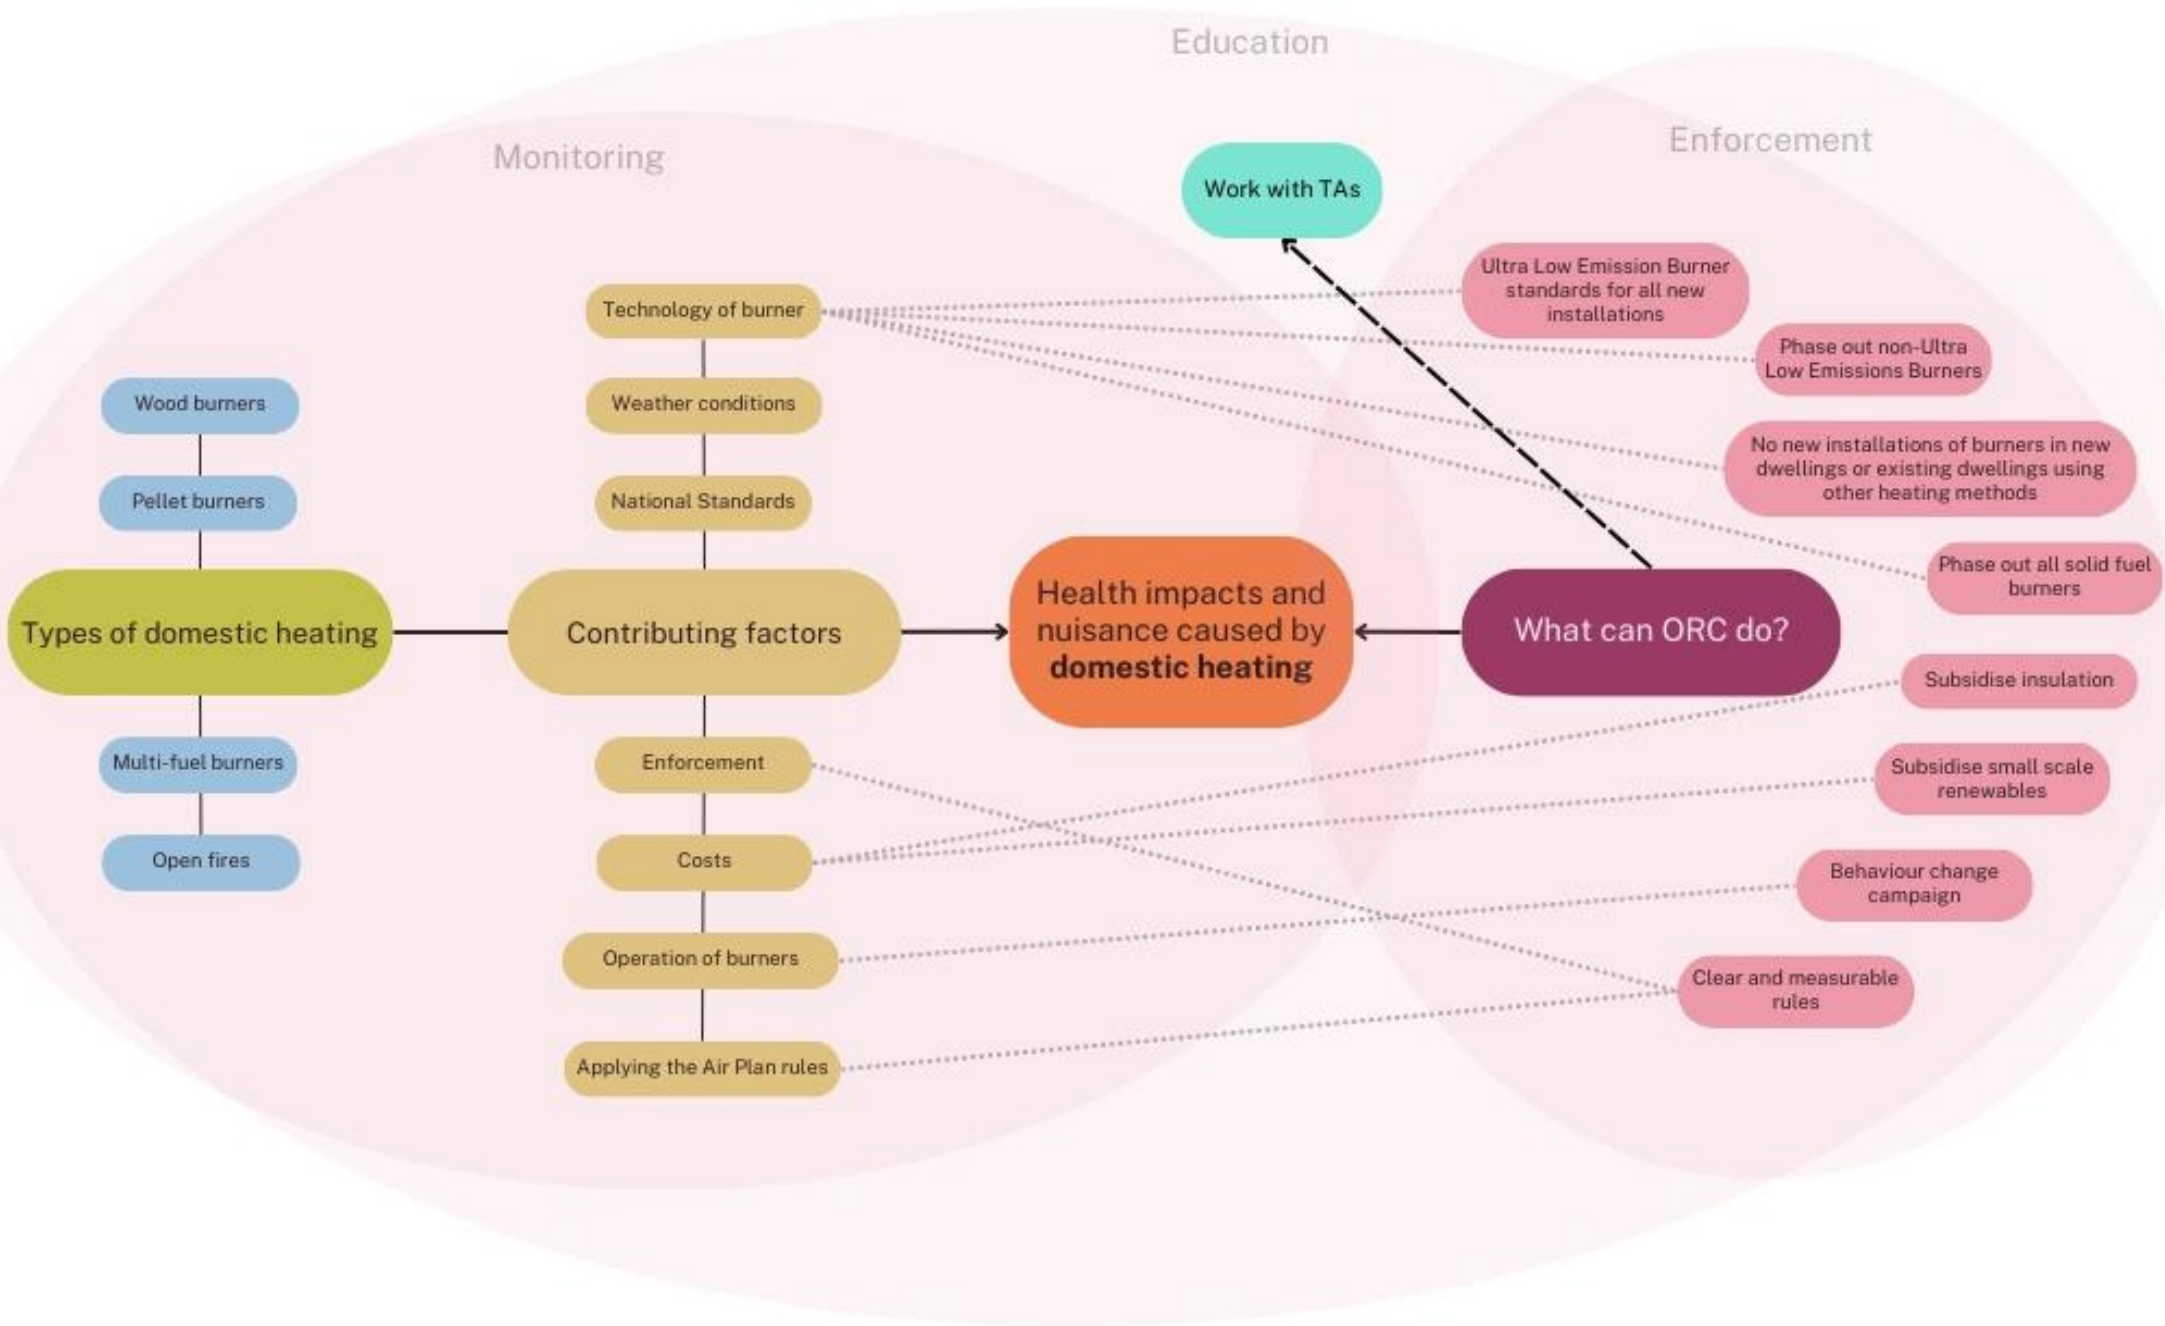 Education
Monitoring
Enforcement
Work with TAs
Ultra Low Emission Burner
standards for all new
installations
Technology of burner
Phase out non-Ultra
Low Emissions Burners
Wood burners
Weather conditions
No new installations of burners in new
dwellings or existing dwellings using
other heating methods
Pellet burners
National Standards
Phase out all solid fuel
burners
Types of domestic heating
Contributing factors
Health impacts and
nuisance caused by
domestic heating
What can ORC do?
Subsidise insulation
Multi-fuel burners
Enforcement
Subsidise small scale
renewables
Open fires
Costs
Behaviour change
campaign
Operation of burners
Clear and measurable
rules
Applying the Air Plan rules